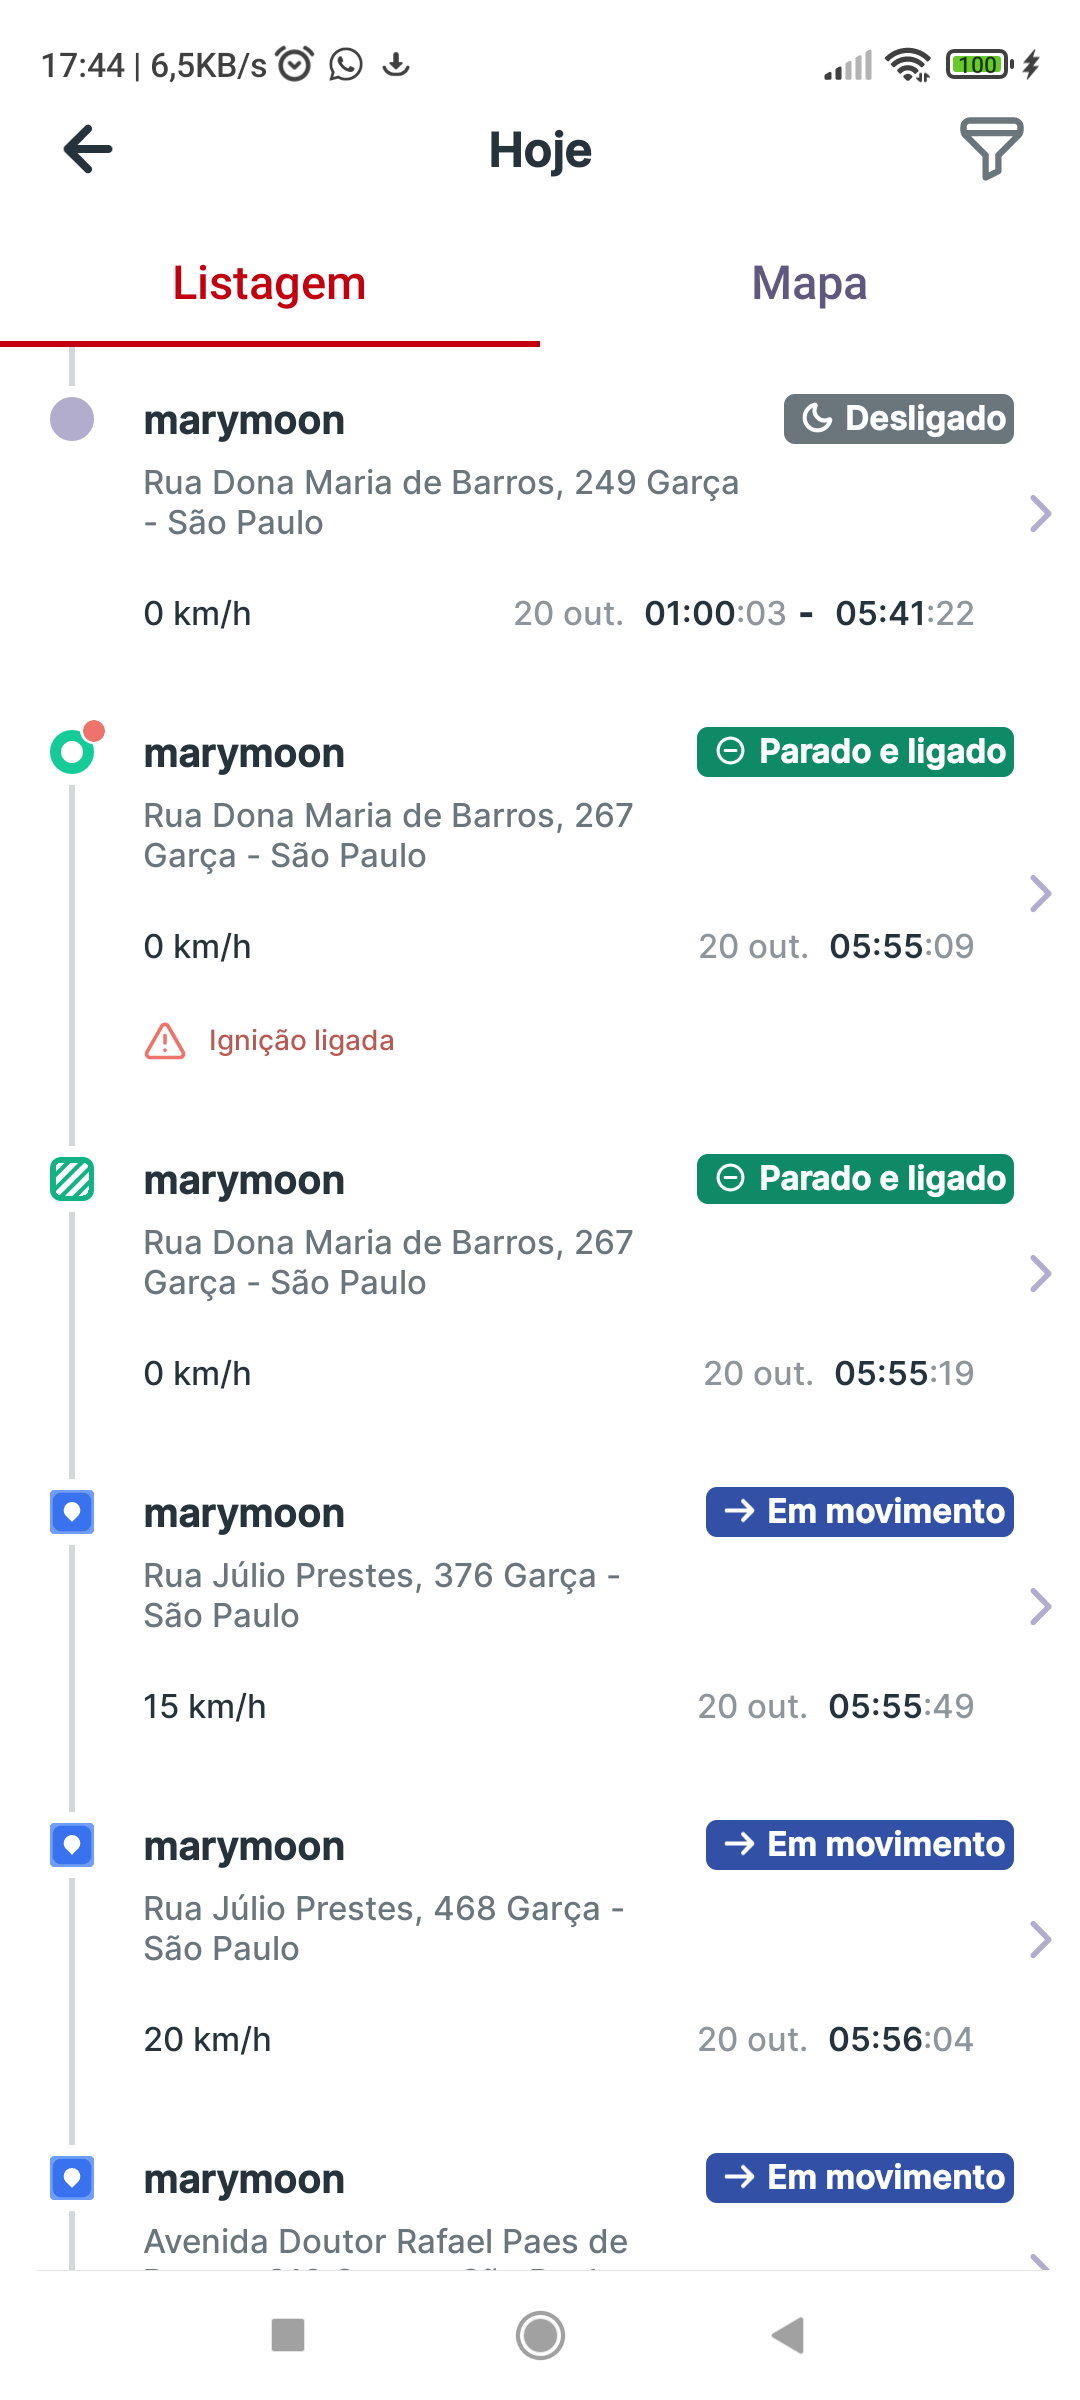 17:44 | 6,5KB/s
100
Hoje
Listagem
Mapa
marymoon
Desligado
Rua Dona Maria de Barros, 249 Garça
- São Paulo
0 km/h
20 out. 01:00:03 - 05:41:22
marymoon
Parado e ligado
Rua Dona Maria de Barros, 267
Garça - São Paulo
0 km/h
20 out. 05:55:09
Ignição ligada
marymoon
Parado e ligado
Rua Dona Maria de Barros, 267
Garça - São Paulo
0 km/h
20 out. 05:55:19
marymoon
Em movimento
Rua Júlio Prestes, 376 Garça -
São Paulo
15 km/h
20 out. 05:55:49
marymoon
Em movimento
Rua Júlio Prestes, 468 Garça -
São Paulo
20 km/h
20 out. 05:56:04
marymoon
Em movimento
Avenida Doutor Rafael Paes de